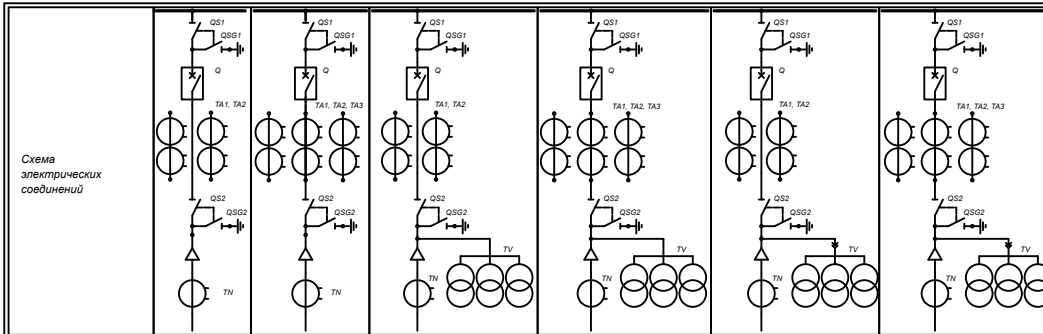 Схема
электрических
соединений
QS1
QSG1
Q
TA1, TA2
QS2
QSG2
TN
QS1
QSG1
Q
TA1, TA2, TA3
QS2
QSG2
TN
QS1
QSG1
Q
TA1, TA2
QS2
QSG2
TV
TN
QS1
QSG1
Q
TA1, TA2, TA3
QS2
QSG2
TV
TN
QS1
QSG1
Q
TA1, TA2
QS2
QSG2
TV
TN
QS1
QSG1
Q
TA1, TA2, TA3
QS2
QSG2
TV
TN